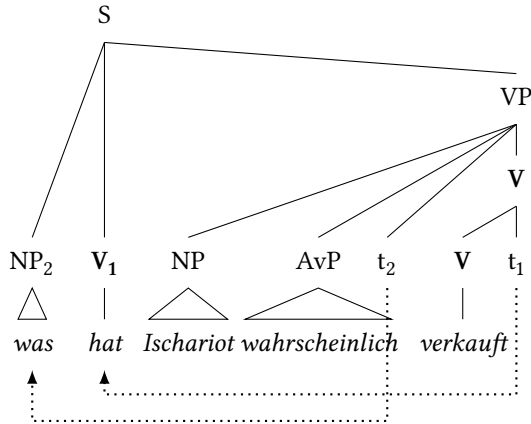 S
VP
V
NP₂ V₁ NP AvP t₂ V t₁
was hat Ischariot wahrscheinlich verkauft